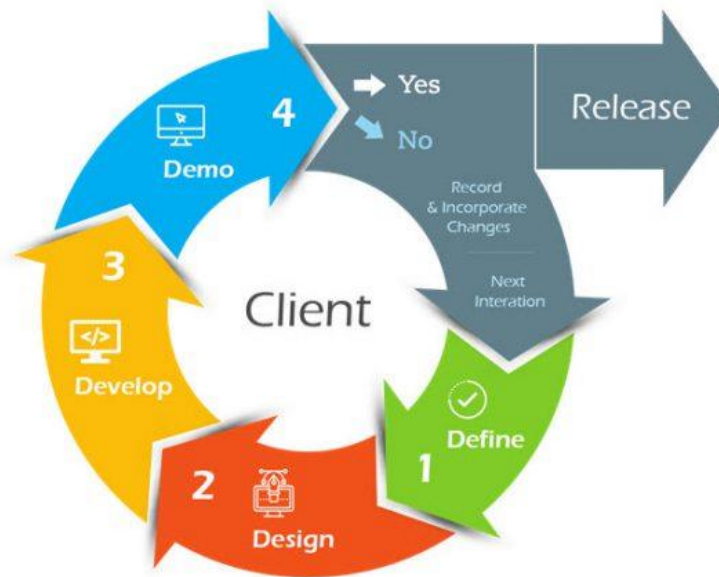 4
Demo
Yes
No
Release
Record
& Incorporate
Changes
Next
Interation
Client
3
</>
Develop
1
Define
2
Design